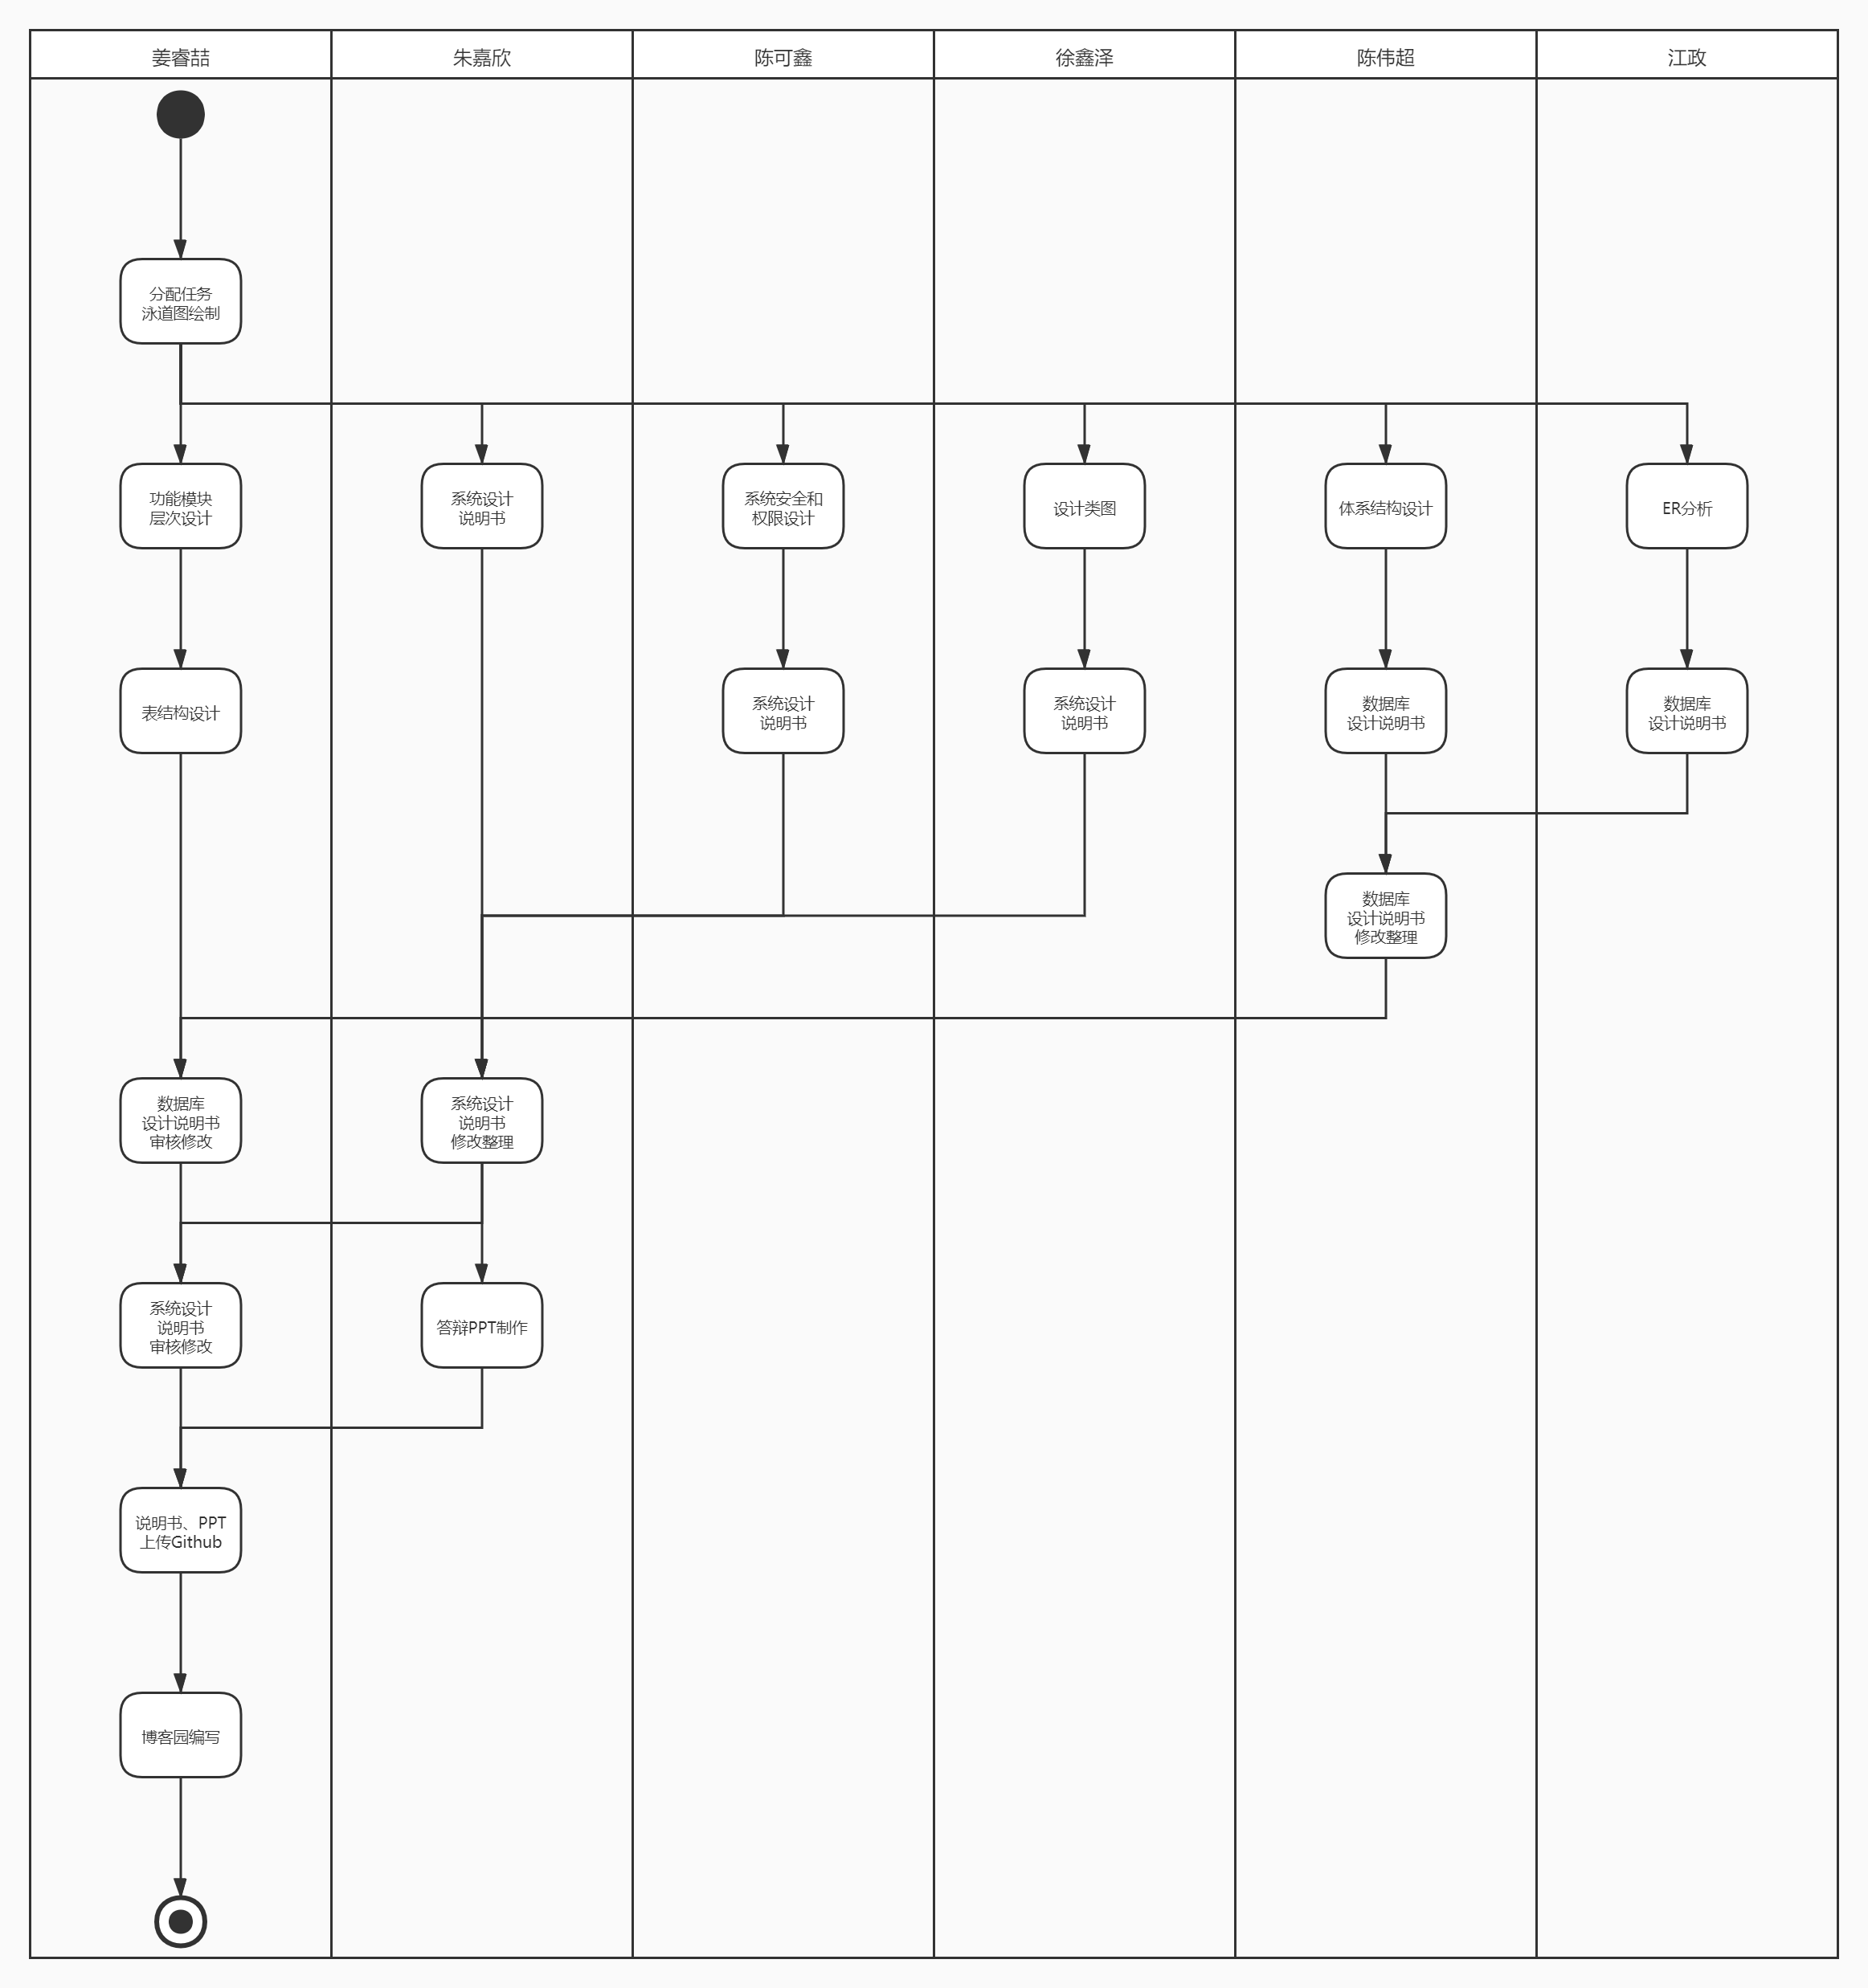 姜睿喆
朱嘉欣
陈可鑫
徐鑫泽
陈伟超
江政
分配任务
泳道图绘制
功能模块
层次设计
系统设计
说明书
系统安全和
权限设计
设计类图
体系结构设计
ER分析
表结构设计
系统设计
说明书
系统设计
说明书
数据库
设计说明书
数据库
设计说明书
数据库
设计说明书
修改整理
数据库
设计说明书
审核修改
系统设计
说明书
修改整理
系统设计
说明书
审核修改
答辩PPT制作
说明书、PPT
上传Github
博客园编写